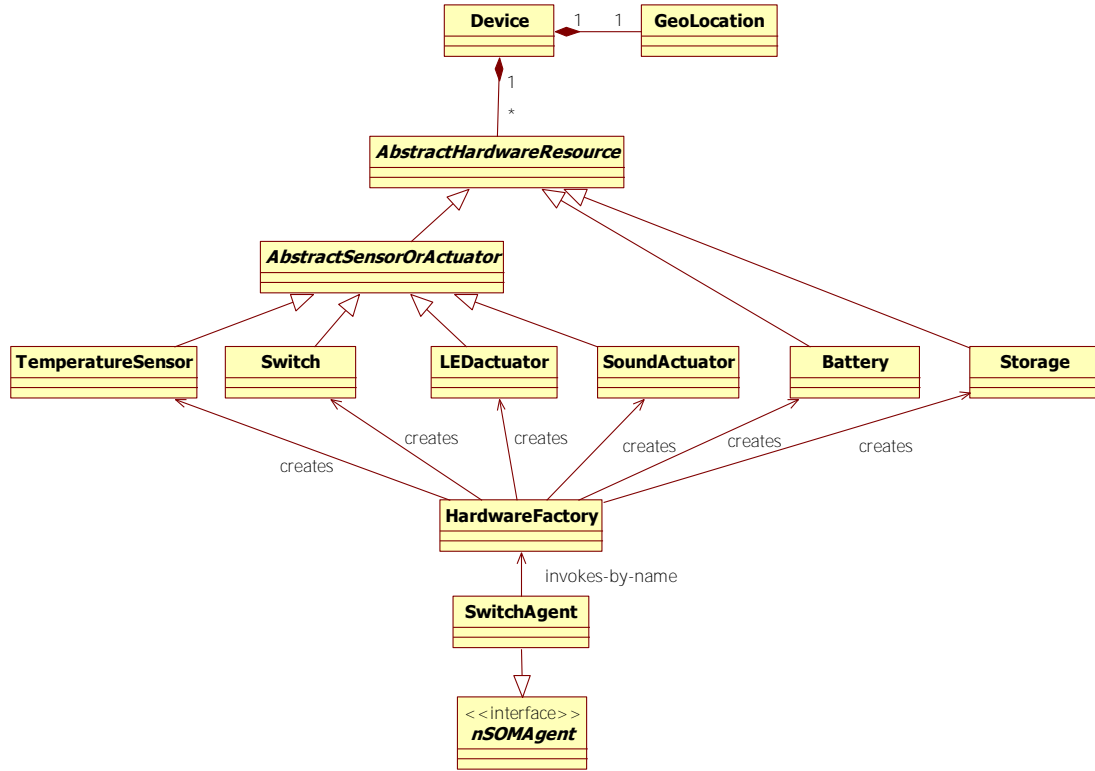 Device
1
1
GeoLocation
1
*
AbstractHardwareResource
AbstractSensorOrActuator
TemperatureSensor
Switch
LEDactuator
SoundActuator
Battery
Storage
creates
creates
creates
creates
creates
creates
HardwareFactory
invokes-by-name
SwitchAgent
<<interface>>
nSOMAgent